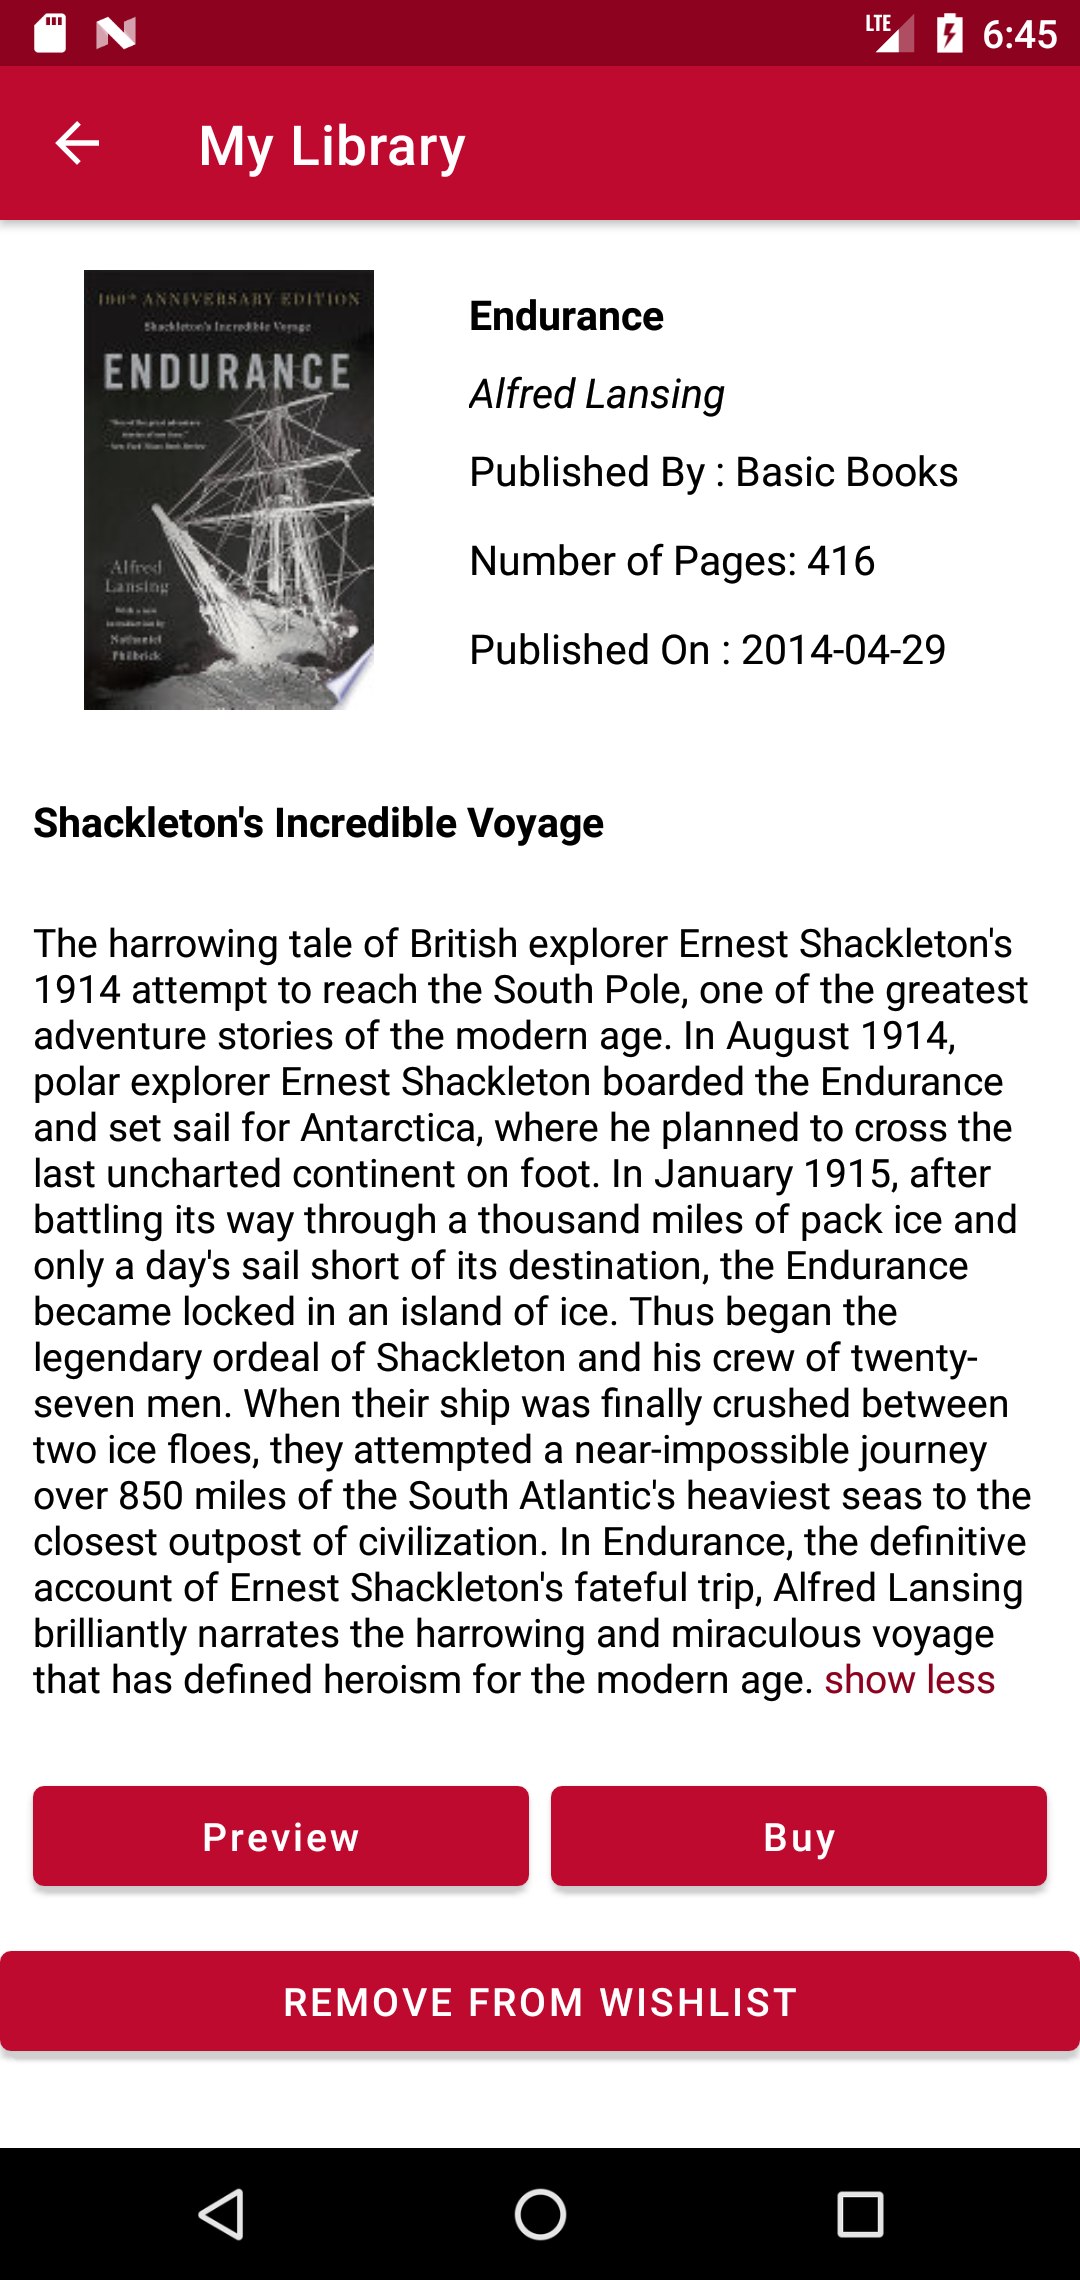 LTE 6:45
My Library
100th ANNIVERSARY EDITION
Shackleton's Incredible Voyage
ENDURANCE
Alfred
Lansing
With a new
introduction by
Nathaniel
Philbrick
Endurance
Alfred Lansing
Published By : Basic Books
Number of Pages: 416
Published On : 2014-04-29
Shackleton's Incredible Voyage
The harrowing tale of British explorer Ernest Shackleton's
1914 attempt to reach the South Pole, one of the greatest
adventure stories of the modern age. In August 1914,
polar explorer Ernest Shackleton boarded the Endurance
and set sail for Antarctica, where he planned to cross the
last uncharted continent on foot. In January 1915, after
battling its way through a thousand miles of pack ice and
only a day's sail short of its destination, the Endurance
became locked in an island of ice. Thus began the
legendary ordeal of Shackleton and his crew of twenty-
seven men. When their ship was finally crushed between
two ice floes, they attempted a near-impossible journey
over 850 miles of the South Atlantic's heaviest seas to the
closest outpost of civilization. In Endurance, the definitive
account of Ernest Shackleton's fateful trip, Alfred Lansing
brilliantly narrates the harrowing and miraculous voyage
that has defined heroism for the modern age. show less
Preview
Buy
REMOVE FROM WISHLIST